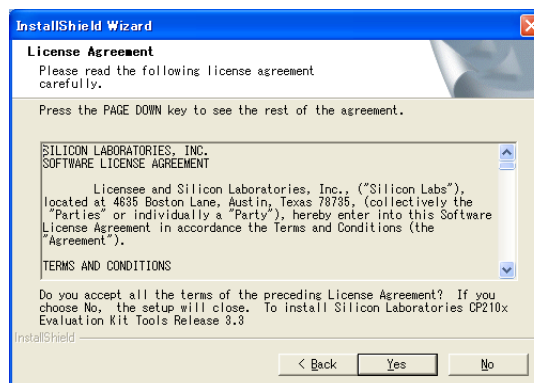 InstallShield Wizard
License Agreement
Please read the following license agreement
carefully.
Press the PAGE DOWN key to see the rest of the agreement.
SILICON LABORATORIES, INC.
SOFTWARE LICENSE AGREEMENT
Licensee and Silicon Laboratories, Inc., ("Silicon Labs"),
located at 4635 Boston Lane, Austin, Texas 78735, (collectively the
"Parties" or individually a "Party"), hereby enter into this Software
License Agreement in accordance the Terms and Conditions (the
"Agreement").
TERMS AND CONDITIONS
Do you accept all the terms of the preceding License Agreement? If you
choose No, the setup will close. To install Silicon Laboratories CP210x
Evaluation Kit Tools Release 3.3
InstallShield
< Back Yes No